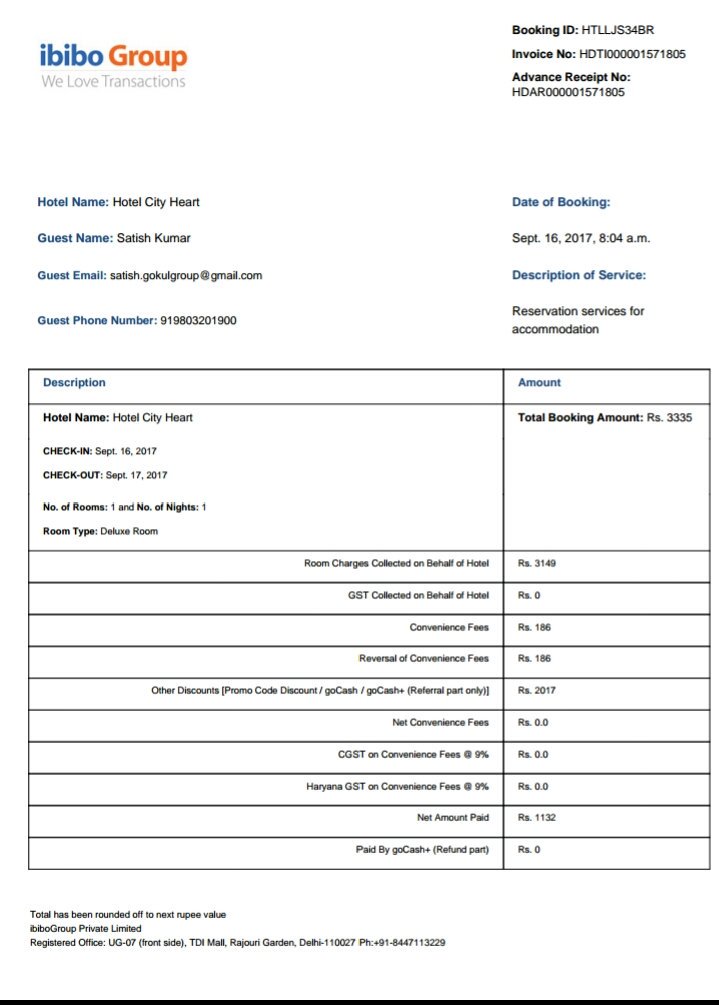 ibibo Group
We Love Transactions
Booking ID: HTLLJS34BR
Invoice No: HDTI000001571805
Advance Receipt No:
HDAR000001571805
Hotel Name: Hotel City Heart
Date of Booking:
Guest Name: Satish Kumar
Sept. 16, 2017, 8:04 a.m.
Guest Email: satish.gokulgroup@gmail.com
Description of Service:
Guest Phone Number: 919803201900
Reservation services for
accommodation
Description
Amount
Hotel Name: Hotel City Heart
Total Booking Amount: Rs. 3335
CHECK-IN: Sept. 16, 2017
CHECK-OUT: Sept. 17, 2017
No. of Rooms: 1 and No. of Nights: 1
Room Type: Deluxe Room
Room Charges Collected on Behalf of Hotel Rs. 3149
GST Collected on Behalf of Hotel Rs. 0
Convenience Fees Rs. 186
Reversal of Convenience Fees Rs. 186
Other Discounts [Promo Code Discount / goCash / goCash+ (Referral part only)] Rs. 2017
Net Convenience Fees Rs. 0.0
CGST on Convenience Fees @ 9% Rs. 0.0
Haryana GST on Convenience Fees @ 9% Rs. 0.0
Net Amount Paid Rs. 1132
Paid By goCash+ (Refund part) Rs. 0
Total has been rounded off to next rupee value
ibiboGroup Private Limited
Registered Office: UG-07 (front side), TDI Mall, Rajouri Garden, Delhi-110027 Ph:+91-8447113229